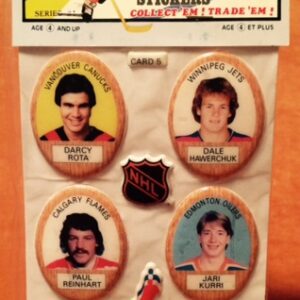 STICKERS
SERIES
COLLECT 'EM! TRADE 'EM!
AGE 4 AND UP
AGE 4 ET PLUS
CARD 5
VANCOUVER CANUCKS
DARCY
ROTA
WINNIPEG JETS
DALE
HAWERCHUK
NHL
CALGARY FLAMES
PAUL
REINHART
EDMONTON OILERS
JARI
KURRI